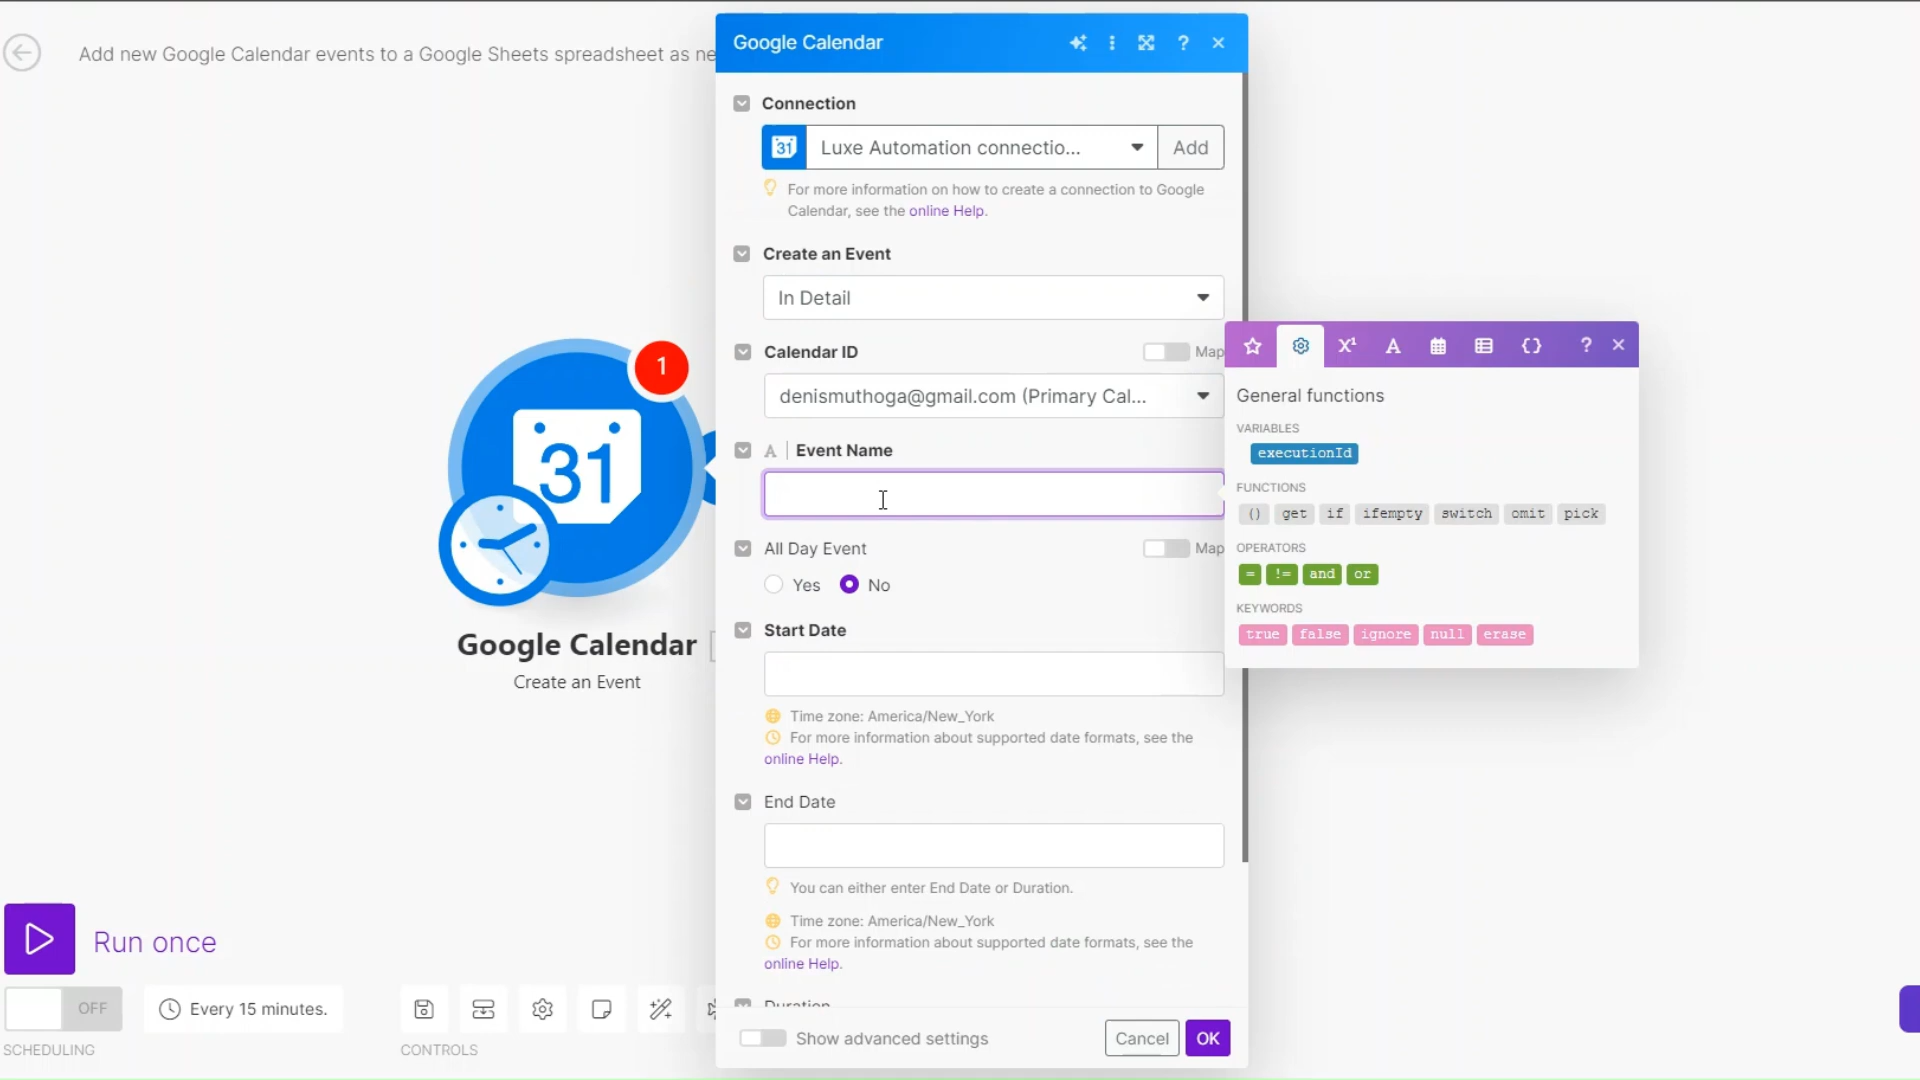 Add new Google Calendar events to a Google Sheets spreadsheet as ne
Google Calendar
?
Connection
31
Luxe Automation connectio...
Add
For more information on how to create a connection to Google
Calendar, see the online Help.
Create an Event
In Detail
Calendar ID
Map
denismuthoga@gmail.com (Primary Cal...
A
Event Name
All Day Event
Map
Yes
No
Start Date
Time zone: America/New_York
For more information about supported date formats, see the
online Help.
End Date
You can either enter End Date or Duration.
Time zone: America/New_York
For more information about supported date formats, see the
online Help.
Duration
Show advanced settings
Cancel
OK
1
31
Google Calendar
Create an Event
X¹
A
{}
?
General functions
VARIABLES
executionId
FUNCTIONS
() get if ifempty switch omit pick
OPERATORS
= != and or
KEYWORDS
true false ignore null erase
Run once
OFF
Every 15 minutes.
SCHEDULING
CONTROLS